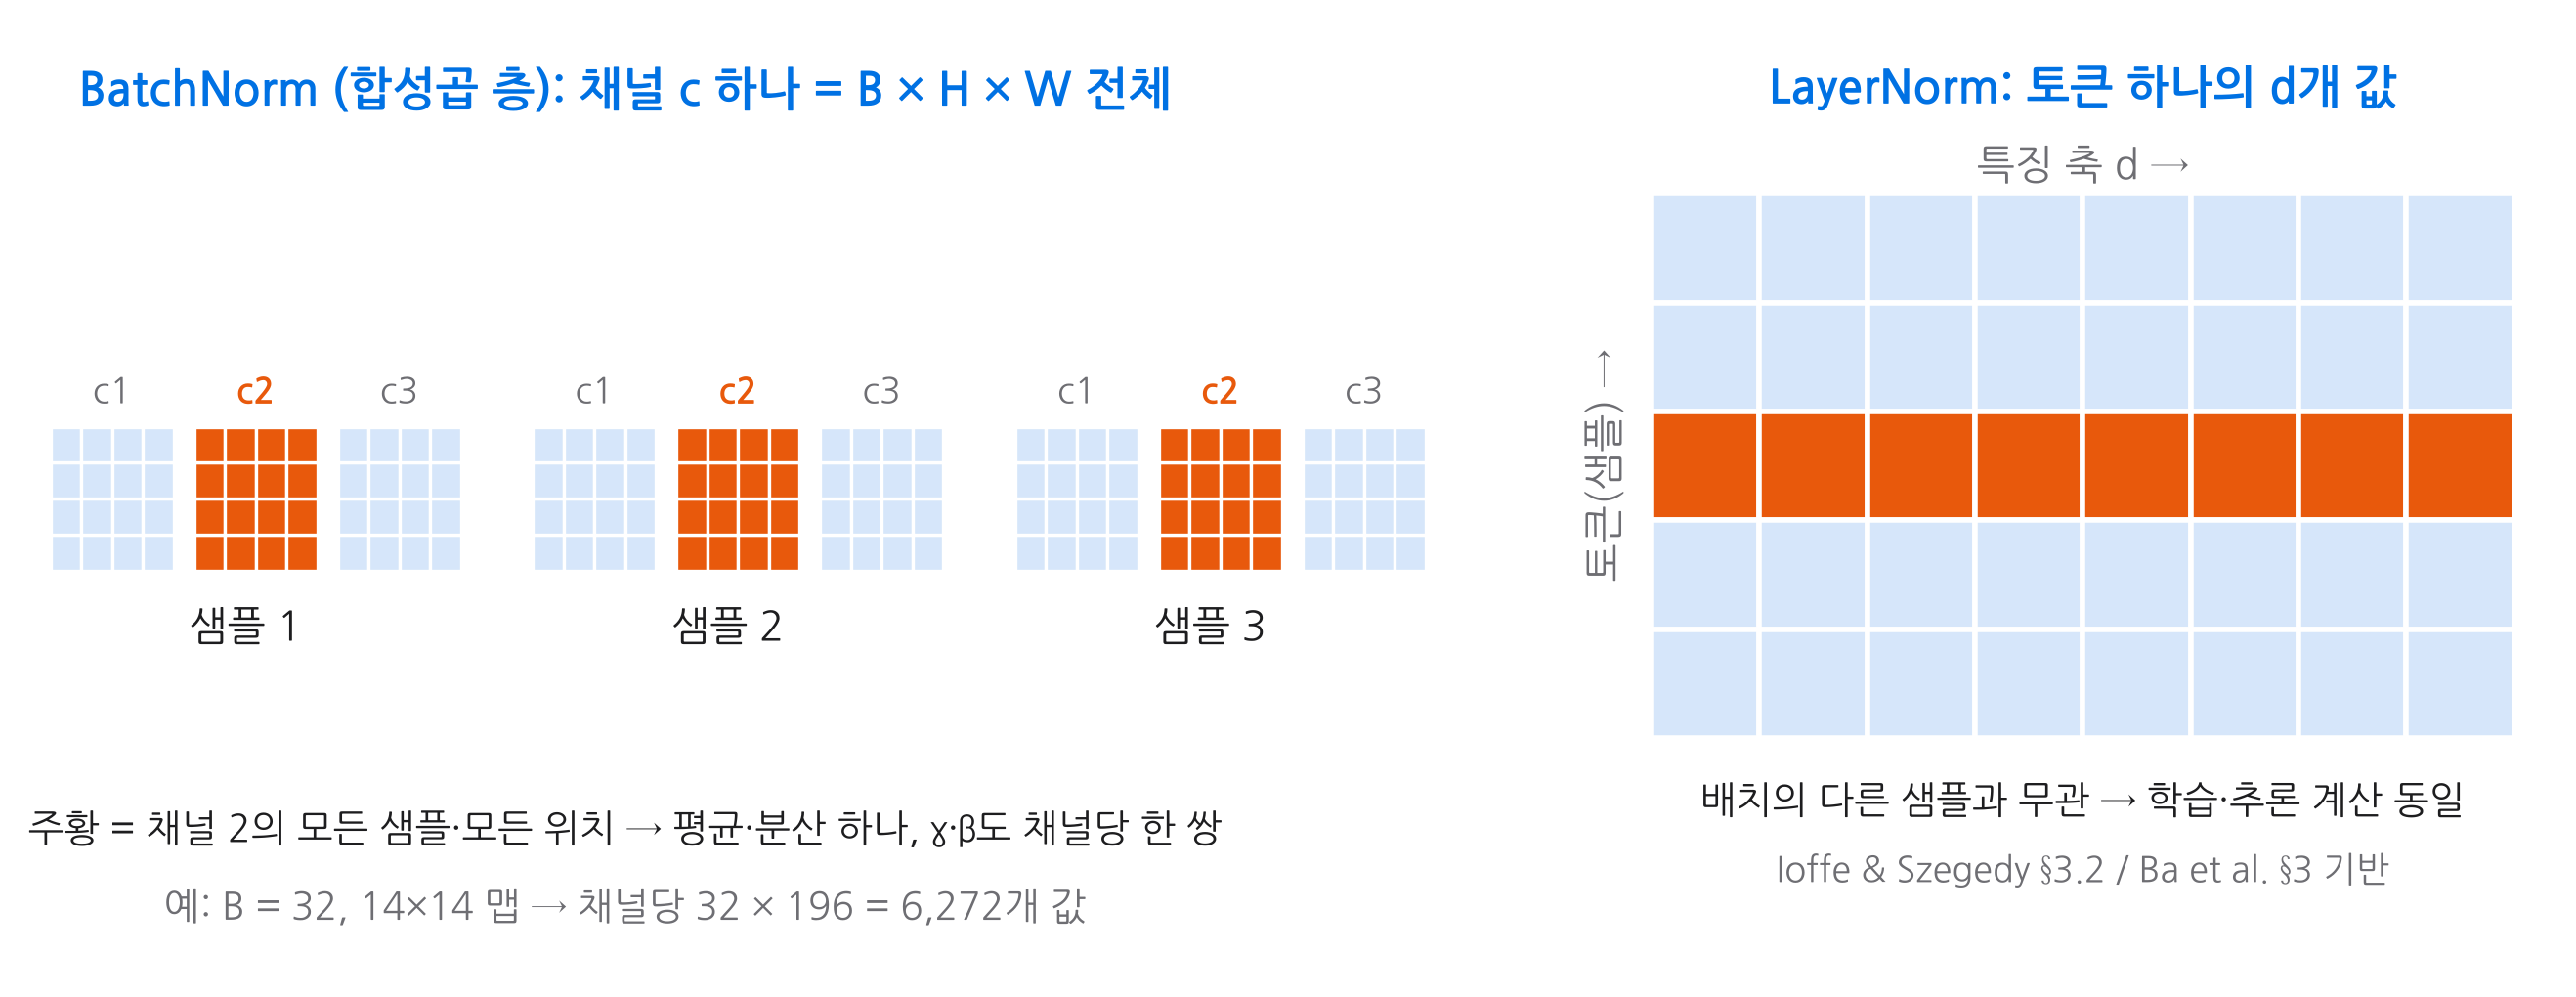 BatchNorm (합성곱 층): 채널 c 하나 = B × H × W 전체
c1 c2 c3 c1 c2 c3 c1 c2 c3
샘플 1 샘플 2 샘플 3
주황 = 채널 2의 모든 샘플·모든 위치 → 평균·분산 하나, ɣ·β도 채널당 한 쌍
예: B = 32, 14×14 맵 → 채널당 32 × 196 = 6,272개 값
LayerNorm: 토큰 하나의 d개 값
특징 축 d →
토큰(샘플) →
배치의 다른 샘플과 무관 → 학습·추론 계산 동일
Ioffe & Szegedy §3.2 / Ba et al. §3 기반